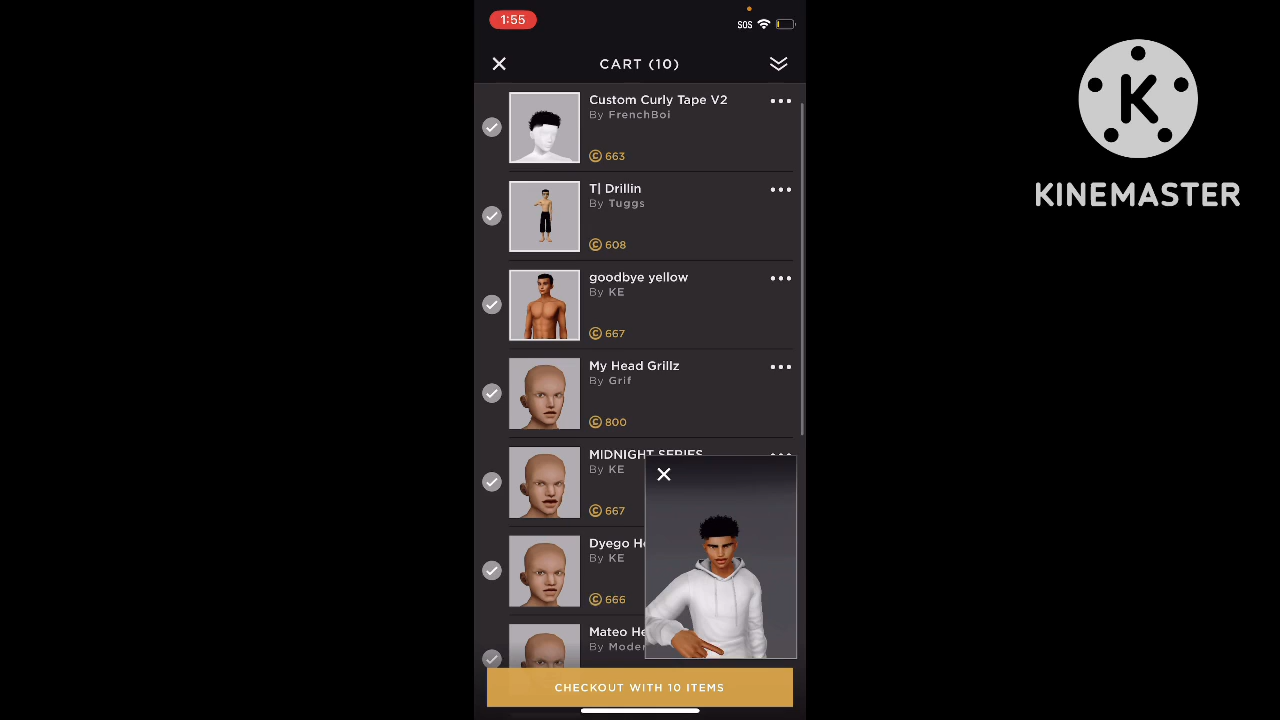 1:55
SOS
CART (10)
Custom Curly Tape V2
By FrenchBoi
663
T| Drillin
By Tuggs
608
goodbye yellow
By KE
667
My Head Grillz
By Grif
800
MIDNIGHT SERIES
By KE
667
Dyego
By KE
666
Mateo
By
CHECKOUT WITH 10 ITEMS
K
KINEMASTER